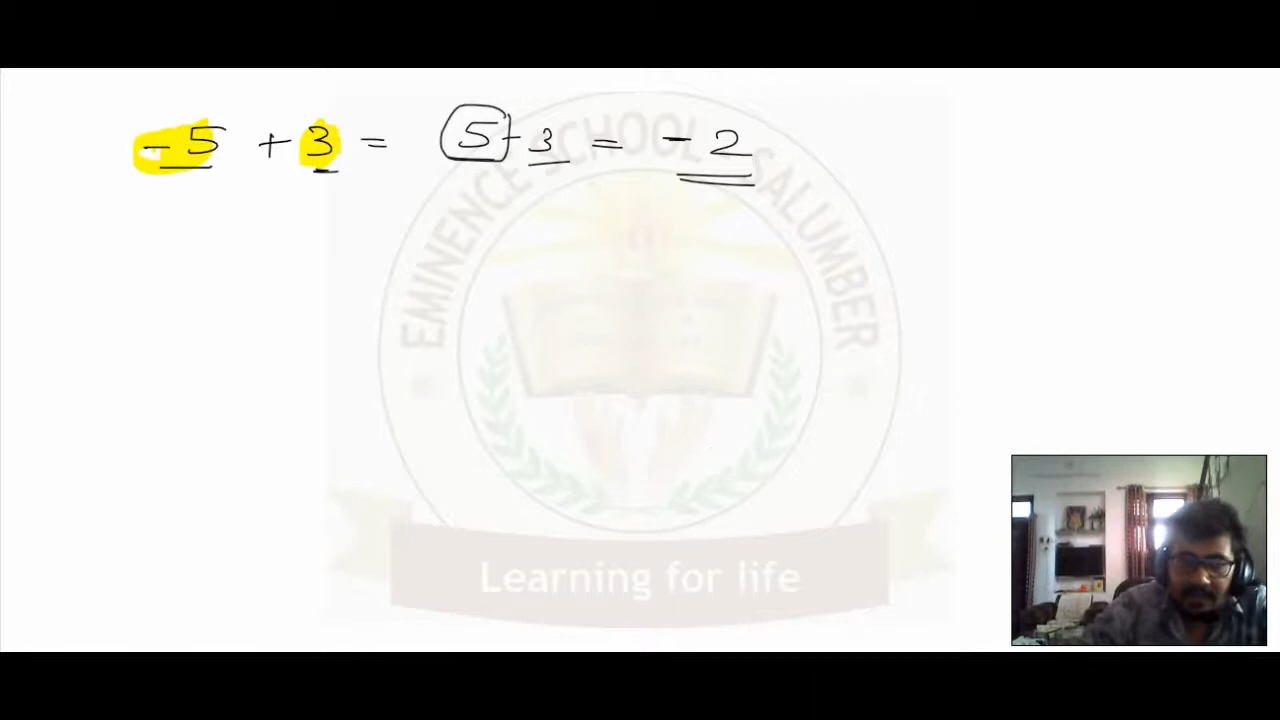 -5 + 3 = 5 - 3 = - 2
EMINENCE SCHOOL SALUMBER
Learning for life